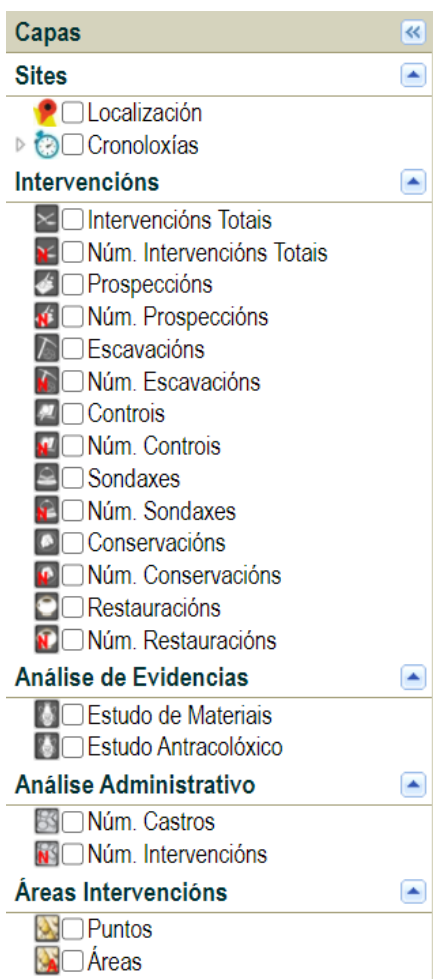 Capas
Sites
Localización
Cronoloxías
Intervencións
Intervencións Totais
Núm. Intervencións Totais
Prospeccións
Núm. Prospeccións
Escavacións
Núm. Escavacións
Controis
Núm. Controis
Sondaxes
Núm. Sondaxes
Conservacións
Núm. Conservacións
Restauracións
Núm. Restauracións
Análise de Evidencias
Estudo de Materiais
Estudo Antracolóxico
Análise Administrativo
Núm. Castros
Núm. Intervencións
Áreas Intervencións
Puntos
Áreas